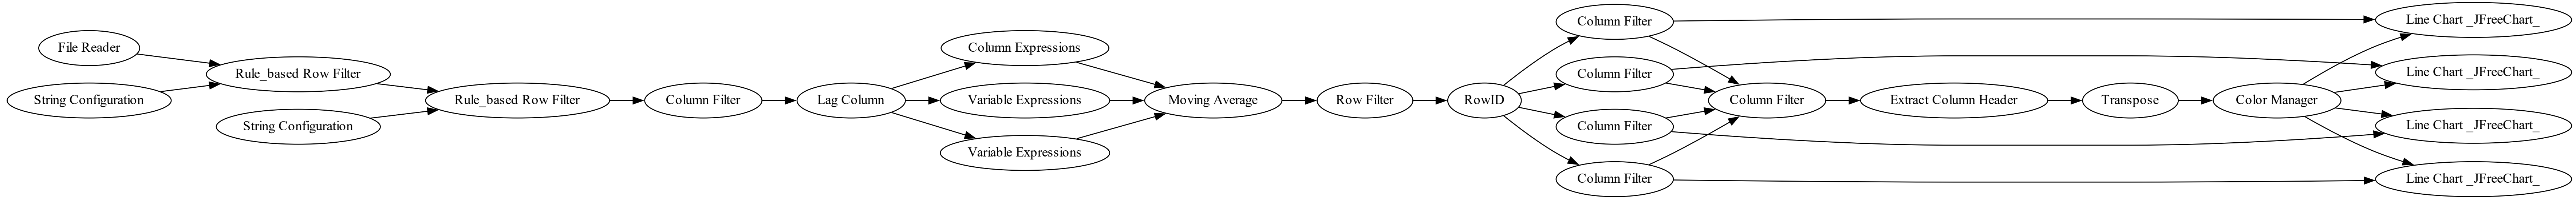 File Reader
String Configuration
Rule_based Row Filter
String Configuration
Rule_based Row Filter
Column Filter
Lag Column
Column Expressions
Variable Expressions
Variable Expressions
Moving Average
Row Filter
RowID
Column Filter
Column Filter
Column Filter
Column Filter
Column Filter
Extract Column Header
Transpose
Color Manager
Line Chart _JFreeChart_
Line Chart _JFreeChart_
Line Chart _JFreeChart_
Line Chart _JFreeChart_